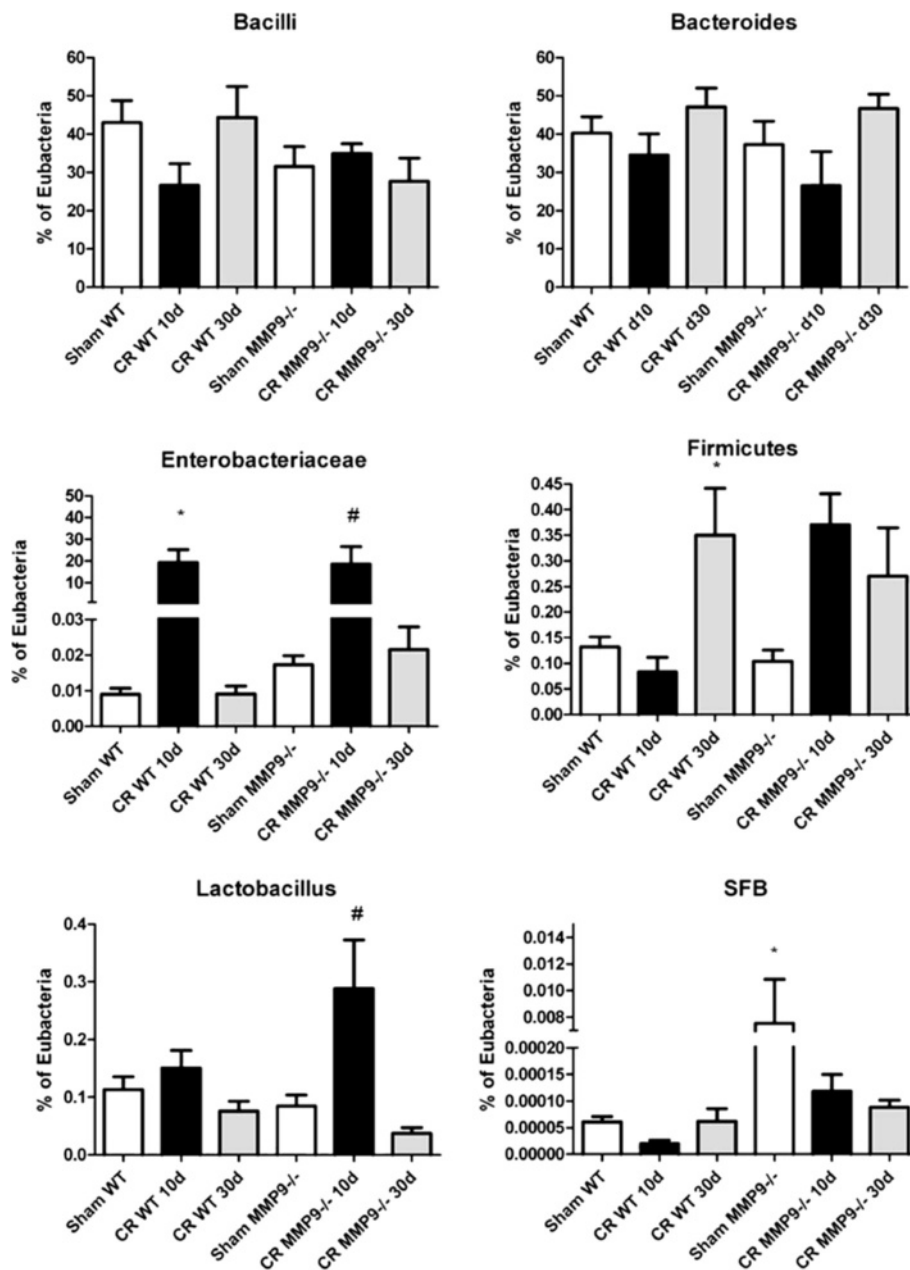 Bacilli
% of Eubacteria
60
50
40
30
20
10
0
Sham WT
CR WT 10d
CR WT 30d
Sham MMP9-/-
CR MMP9-/- 10d
CR MMP9-/- 30d
Bacteroides
% of Eubacteria
60
50
40
30
20
10
0
Sham WT
CR WT d10
CR WT d30
Sham MMP9-/-
CR MMP9-/- d10
CR MMP9-/- d30
Enterobacteriaceae
% of Eubacteria
50
40
30
20
10
0.03
0.02
0.01
0.00
*
#
Sham WT
CR WT 10d
CR WT 30d
Sham MMP9-/-
CR MMP9-/- 10d
CR MMP9-/- 30d
Firmicutes
% of Eubacteria
0.45
0.40
0.35
0.30
0.25
0.20
0.15
0.10
0.05
0.00
*
Sham WT
CR WT 10d
CR WT 30d
Sham MMP9-/-
CR MMP9-/- 10d
CR MMP9-/- 30d
Lactobacillus
% of Eubacteria
0.4
0.3
0.2
0.1
0.0
#
Sham WT
CR WT 10d
CR WT 30d
Sham MMP9-/-
CR MMP9-/- 10d
CR MMP9-/- 30d
SFB
% of Eubacteria
0.014
0.012
0.010
0.008
0.00020
0.00015
0.00010
0.00005
0.00000
*
Sham WT
CR WT 10d
CR WT 30d
Sham MMP9-/-
CR MMP9-/- 10d
CR MMP9-/- 30d